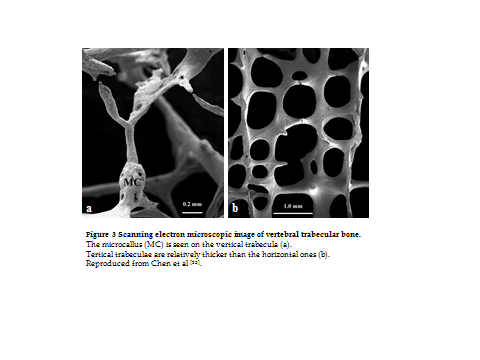 MC
a
0.2 mm
b
1.0 mm
Figure 3 Scanning electron microscopic image of vertebral trabecular bone.
The microcallus (MC) is seen on the vertical trabecula (a).
Tertical trabeculae are relatively thicker than the horizontal ones (b).
Reproduced from Chen et al [22].